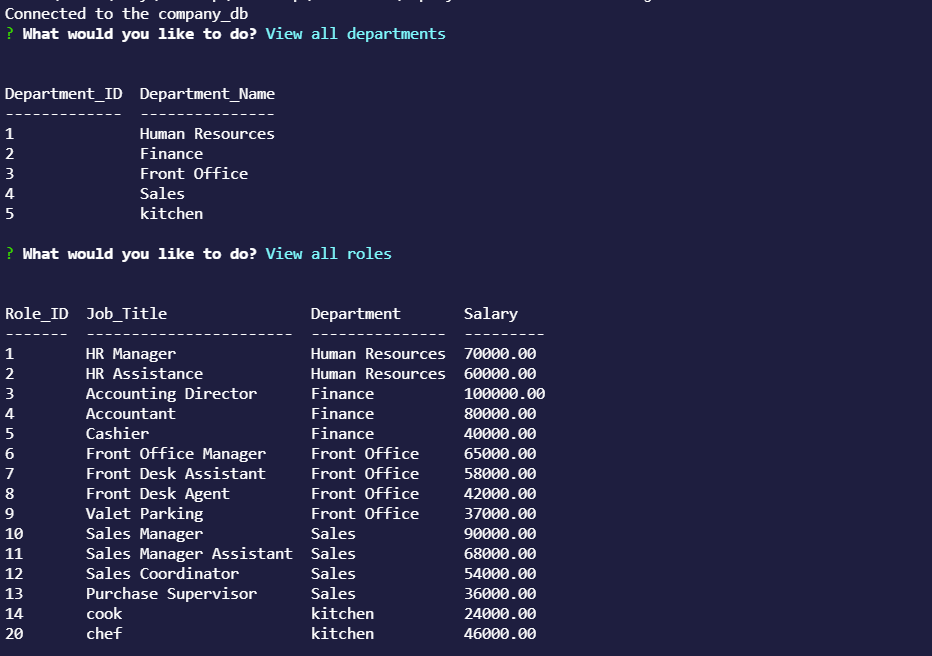 Connected to the company_db
? What would you like to do? View all departments
Department_ID  Department_Name
-------------  ---------------
1              Human Resources
2              Finance
3              Front Office
4              Sales
5              kitchen
? What would you like to do? View all roles
Role_ID  Job_Title                Department       Salary
-------  -----------------------  ---------------  ---------
1        HR Manager               Human Resources  70000.00
2        HR Assistance            Human Resources  60000.00
3        Accounting Director      Finance          100000.00
4        Accountant               Finance          80000.00
5        Cashier                  Finance          40000.00
6        Front Office Manager     Front Office     65000.00
7        Front Desk Assistant     Front Office     58000.00
8        Front Desk Agent         Front Office     42000.00
9        Valet Parking            Front Office     37000.00
10       Sales Manager            Sales            90000.00
11       Sales Manager Assistant  Sales            68000.00
12       Sales Coordinator        Sales            54000.00
13       Purchase Supervisor      Sales            36000.00
14       cook                     kitchen          24000.00
20       chef                     kitchen          46000.00